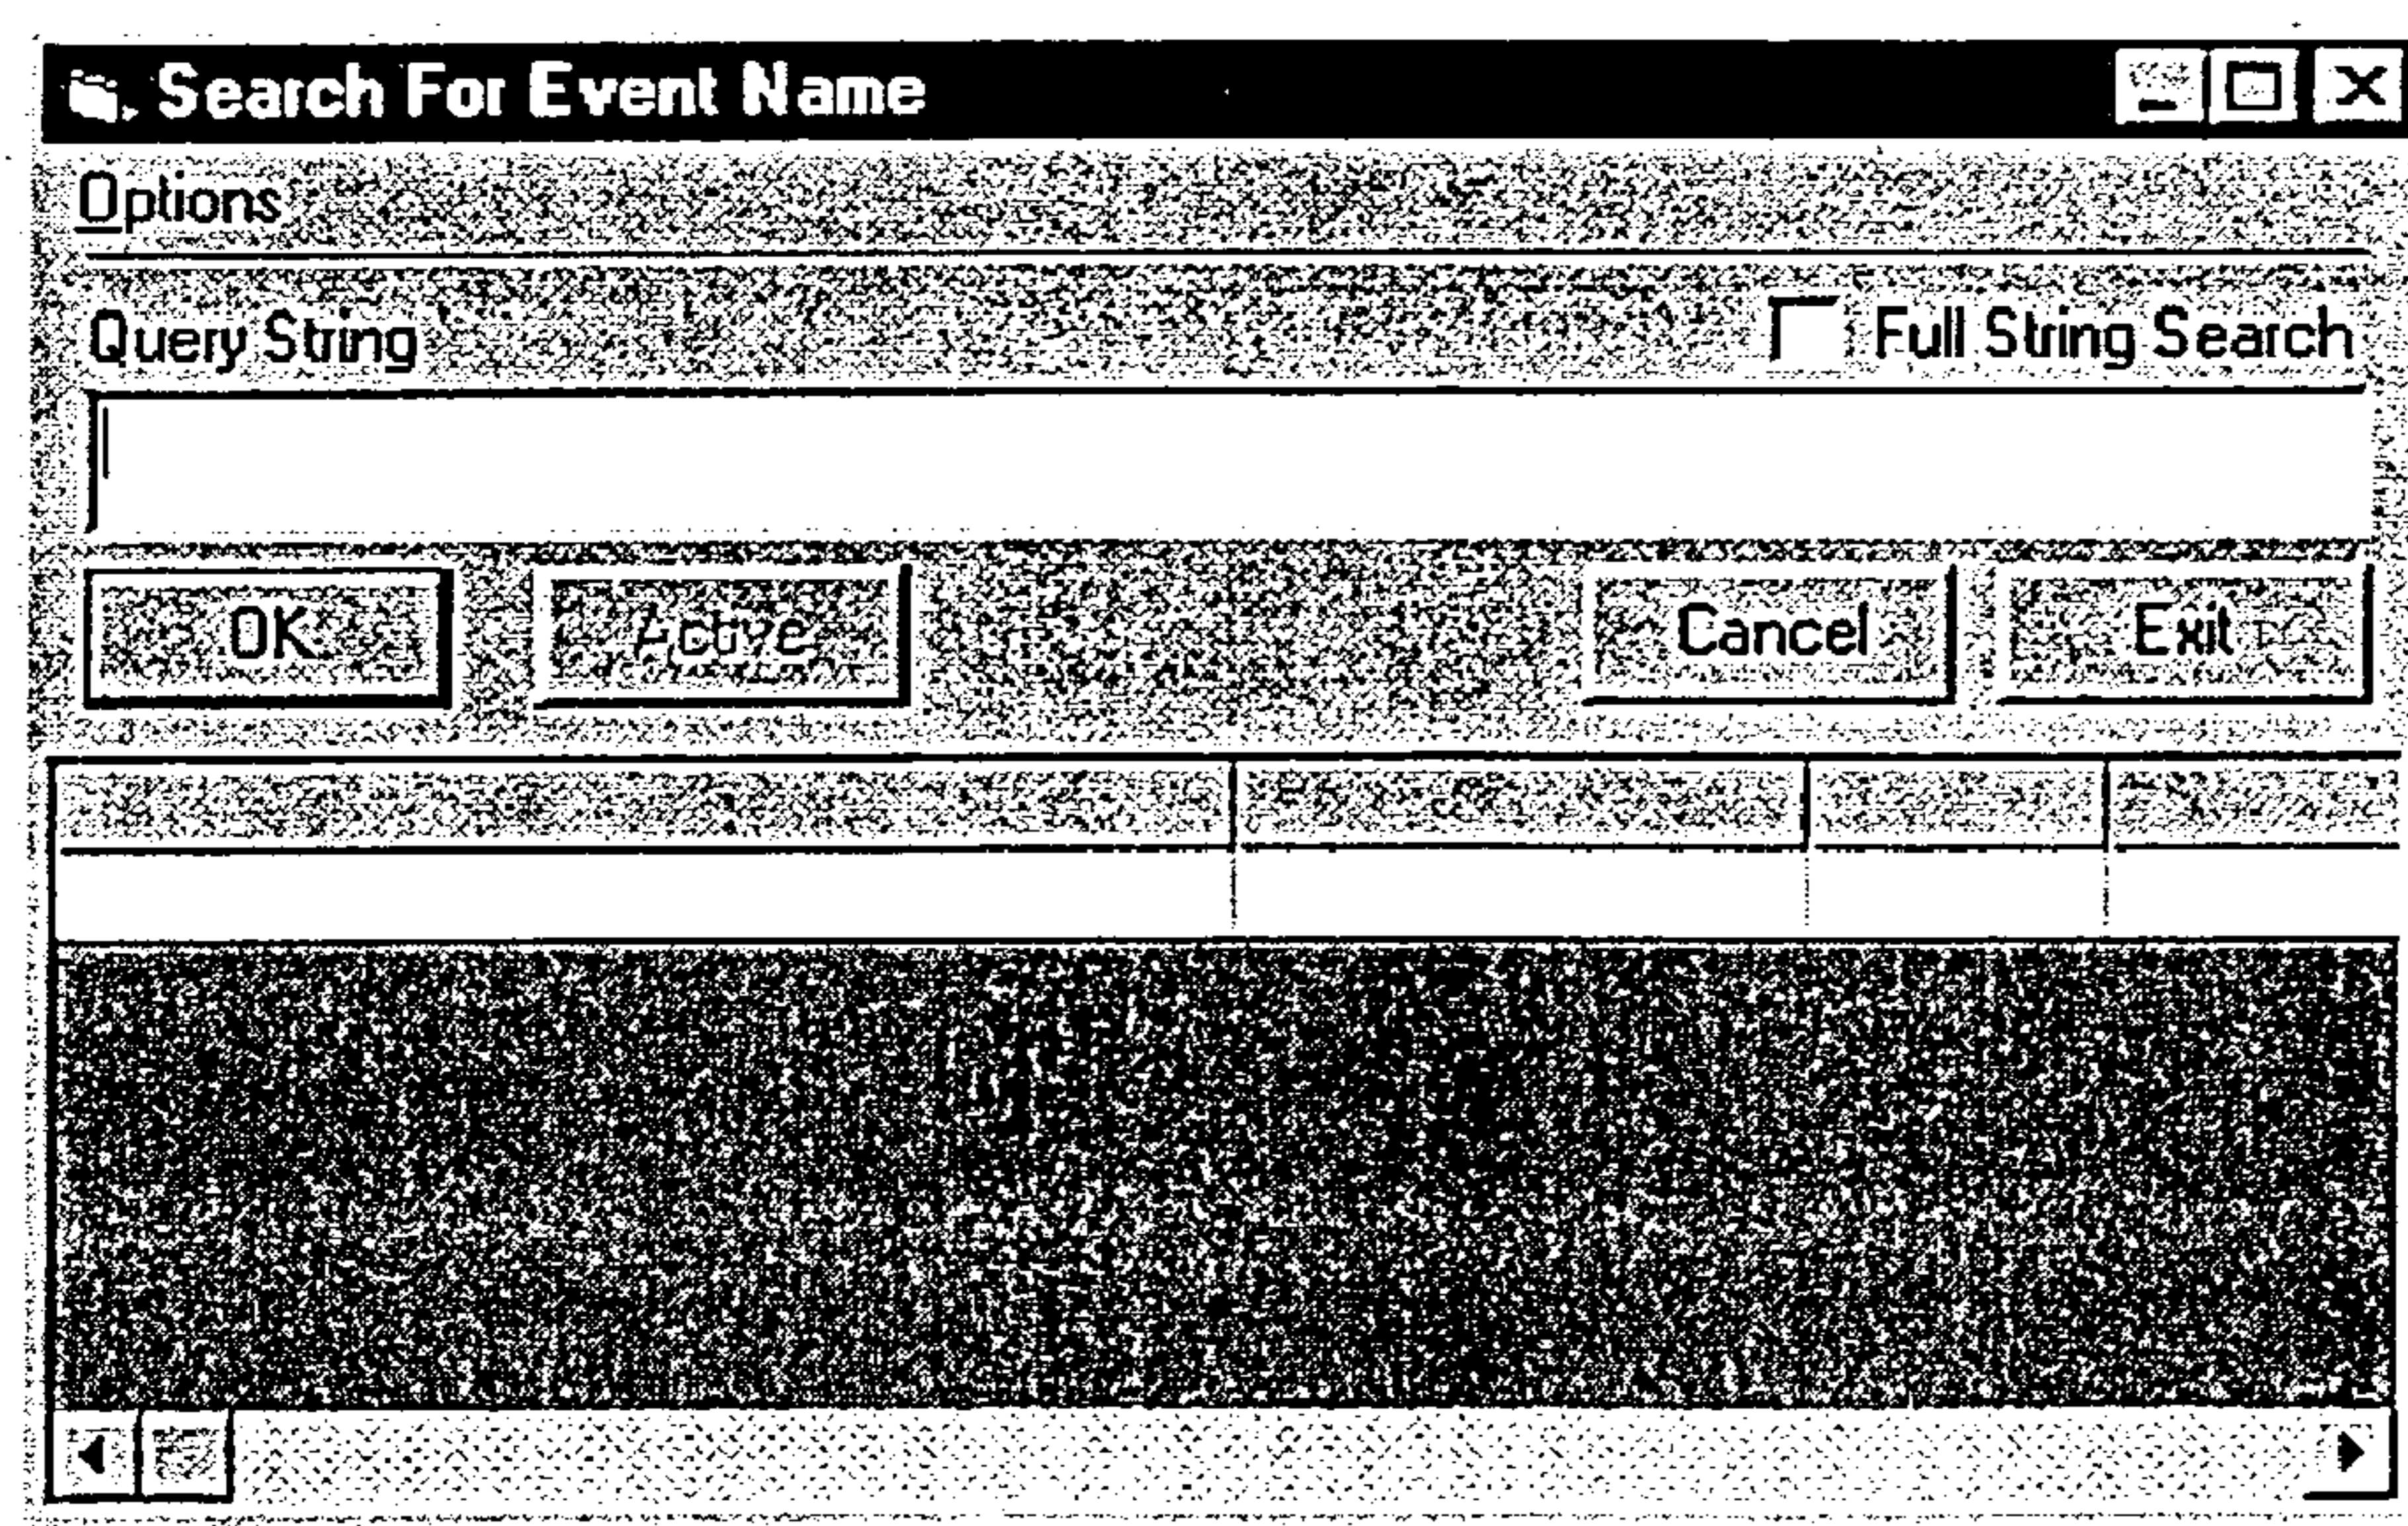 Search For Event Name
Options
Query String Full String Search
OK Active Cancel Exit